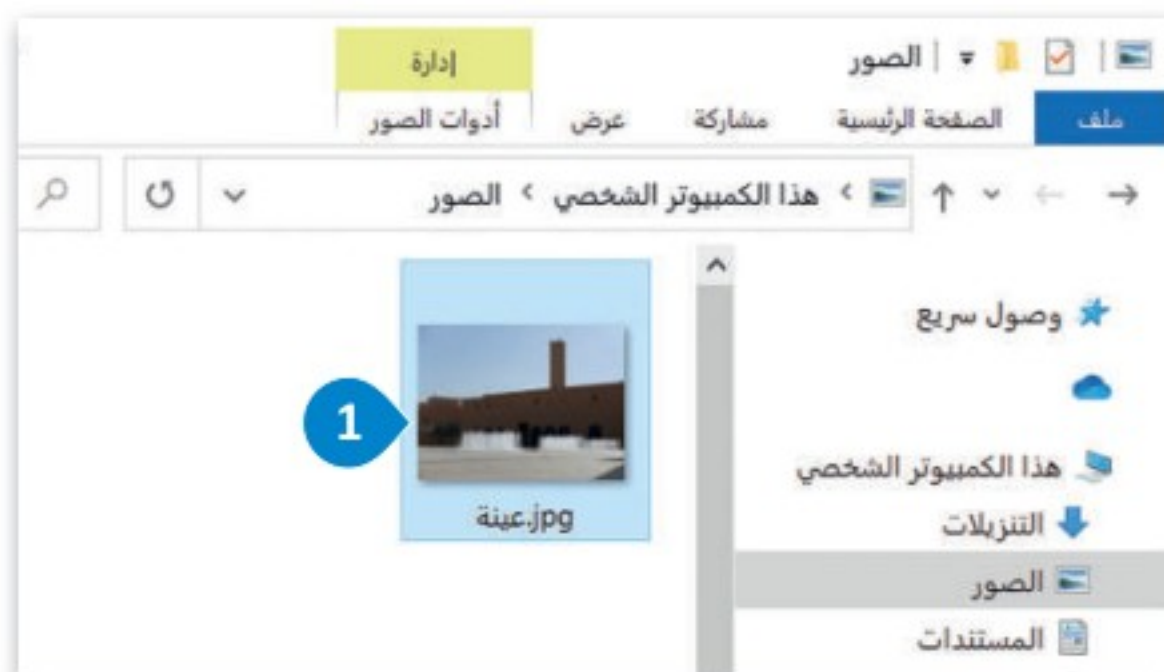 الصور
إدارة
ملف
الصفحة الرئيسية
مشاركة
عرض
أدوات الصور
هذا الكمبيوتر الشخصي
الصور
وصول سريع
هذا الكمبيوتر الشخصي
التنزيلات
الصور
المستندات
1
عينة.jpg